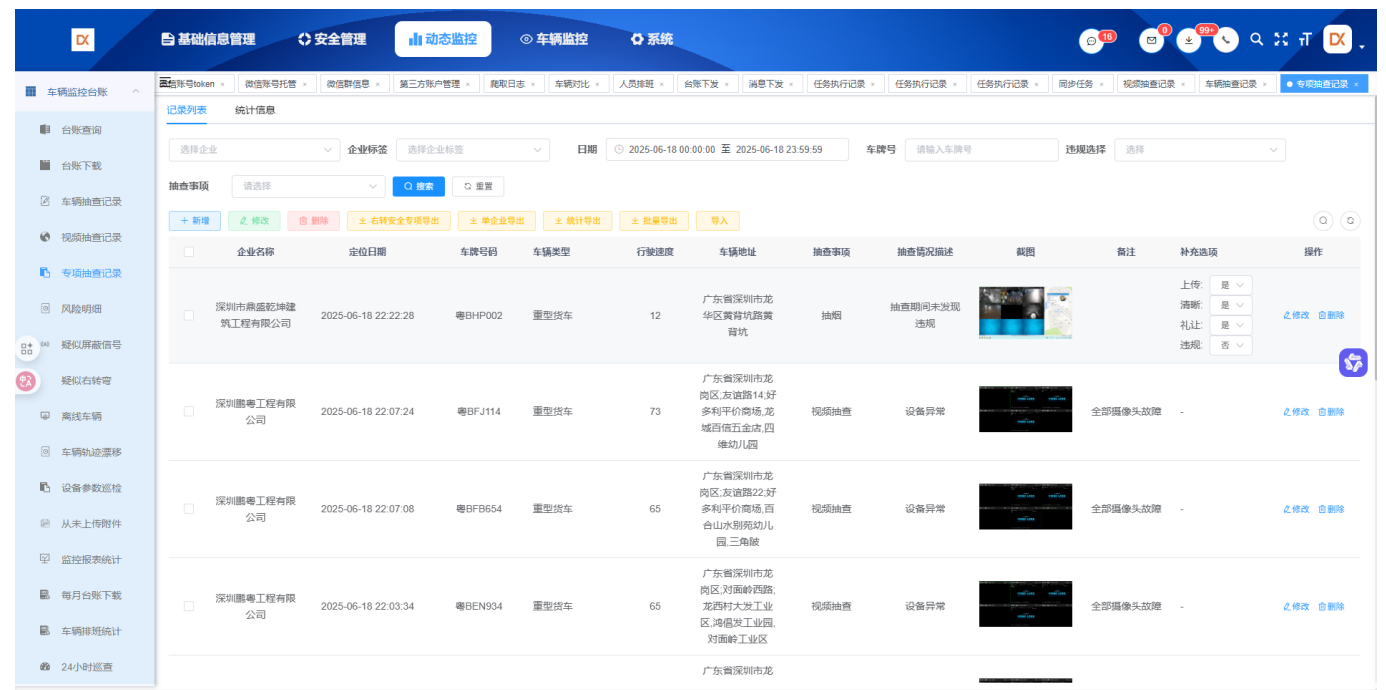 DX 基础信息管理 安全管理 动态监控 车辆监控 系统 16 0 99+ DX
车辆监控台账
微信账号托管 × 微信群信息 × 第三方账户管理 × 爬取日志 × 车辆对比 × 人员排班 × 台账下发 × 消息下发 × 任务执行记录 × 任务执行记录 × 任务执行记录 × 同步任务 × 视频抽查记录 × 车辆抽查记录 × 专项抽查记录 ×
记录列表 统计信息
台账查询
台账下载
车辆抽查记录
视频抽查记录
专项抽查记录
风险明细
疑似屏蔽信号
疑似右转弯
离线车辆
车辆轨迹漂移
设备参数巡检
从未上传附件
监控报表统计
每月台账下载
车辆排班统计
24小时巡查
选择企业 企业标签 选择企业标签 日期 2025-06-18 00:00:00 至 2025-06-18 23:59:59 车牌号 请输入车牌号 违规选择 选择
抽查事项 请选择 搜索 重置
新增 修改 删除 右转安全专项导出 单企业导出 统计导出 批量导出 导入
企业名称 定位日期 车牌号码 车辆类型 行驶速度 车辆地址 抽查事项 抽查情况描述 截图 备注 补充选项 操作
深圳市鼎盛乾坤建
筑工程有限公司
2025-06-18 22:22:28 粤BHP002 重型货车 12
广东省深圳市龙
华区黄背坑路黄
背坑
抽烟
抽查期间未发现
违规
上传: 是
清晰: 是
礼让: 是
违规: 否
修改 删除
深圳鹏粤工程有限
公司
2025-06-18 22:07:24 粤BFJ114 重型货车 73
广东省深圳市龙
岗区,友谊路14;好
多利平价商场,龙
城百信五金店,四
维幼儿园
视频抽查 设备异常 全部摄像头故障 - 修改 删除
深圳鹏粤工程有限
公司
2025-06-18 22:07:08 粤BFB654 重型货车 65
广东省深圳市龙
岗区;友谊路22;好
多利平价商场,百
合山水别苑幼儿
园,三角陂
视频抽查 设备异常 全部摄像头故障 - 修改 删除
深圳鹏粤工程有限
公司
2025-06-18 22:03:34 粤BEN934 重型货车 65
广东省深圳市龙
岗区,对面岭西路;
龙西村大发工业
区,鸿倡发工业园,
对面岭工业区
视频抽查 设备异常 全部摄像头故障 - 修改 删除
广东省深圳市龙